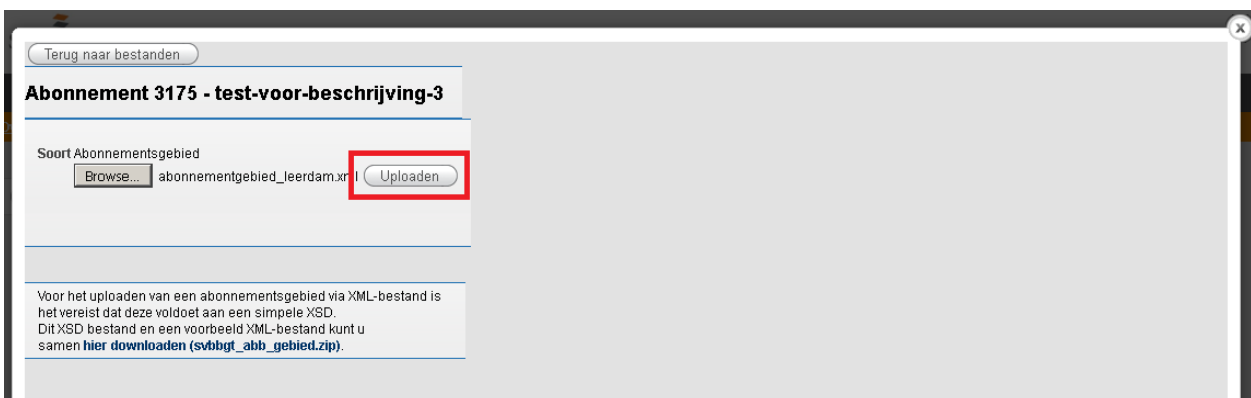 x
Terug naar bestanden
Abonnement 3175 - test-voor-beschrijving-3
Soort Abonnementsgebied
Browse... abonnementgebied_leerdam.xml Uploaden
Voor het uploaden van een abonnementsgebied via XML-bestand is
het vereist dat deze voldoet aan een simpele XSD.
Dit XSD bestand en een voorbeeld XML-bestand kunt u
samen hier downloaden (svbbgt_abb_gebied.zip).